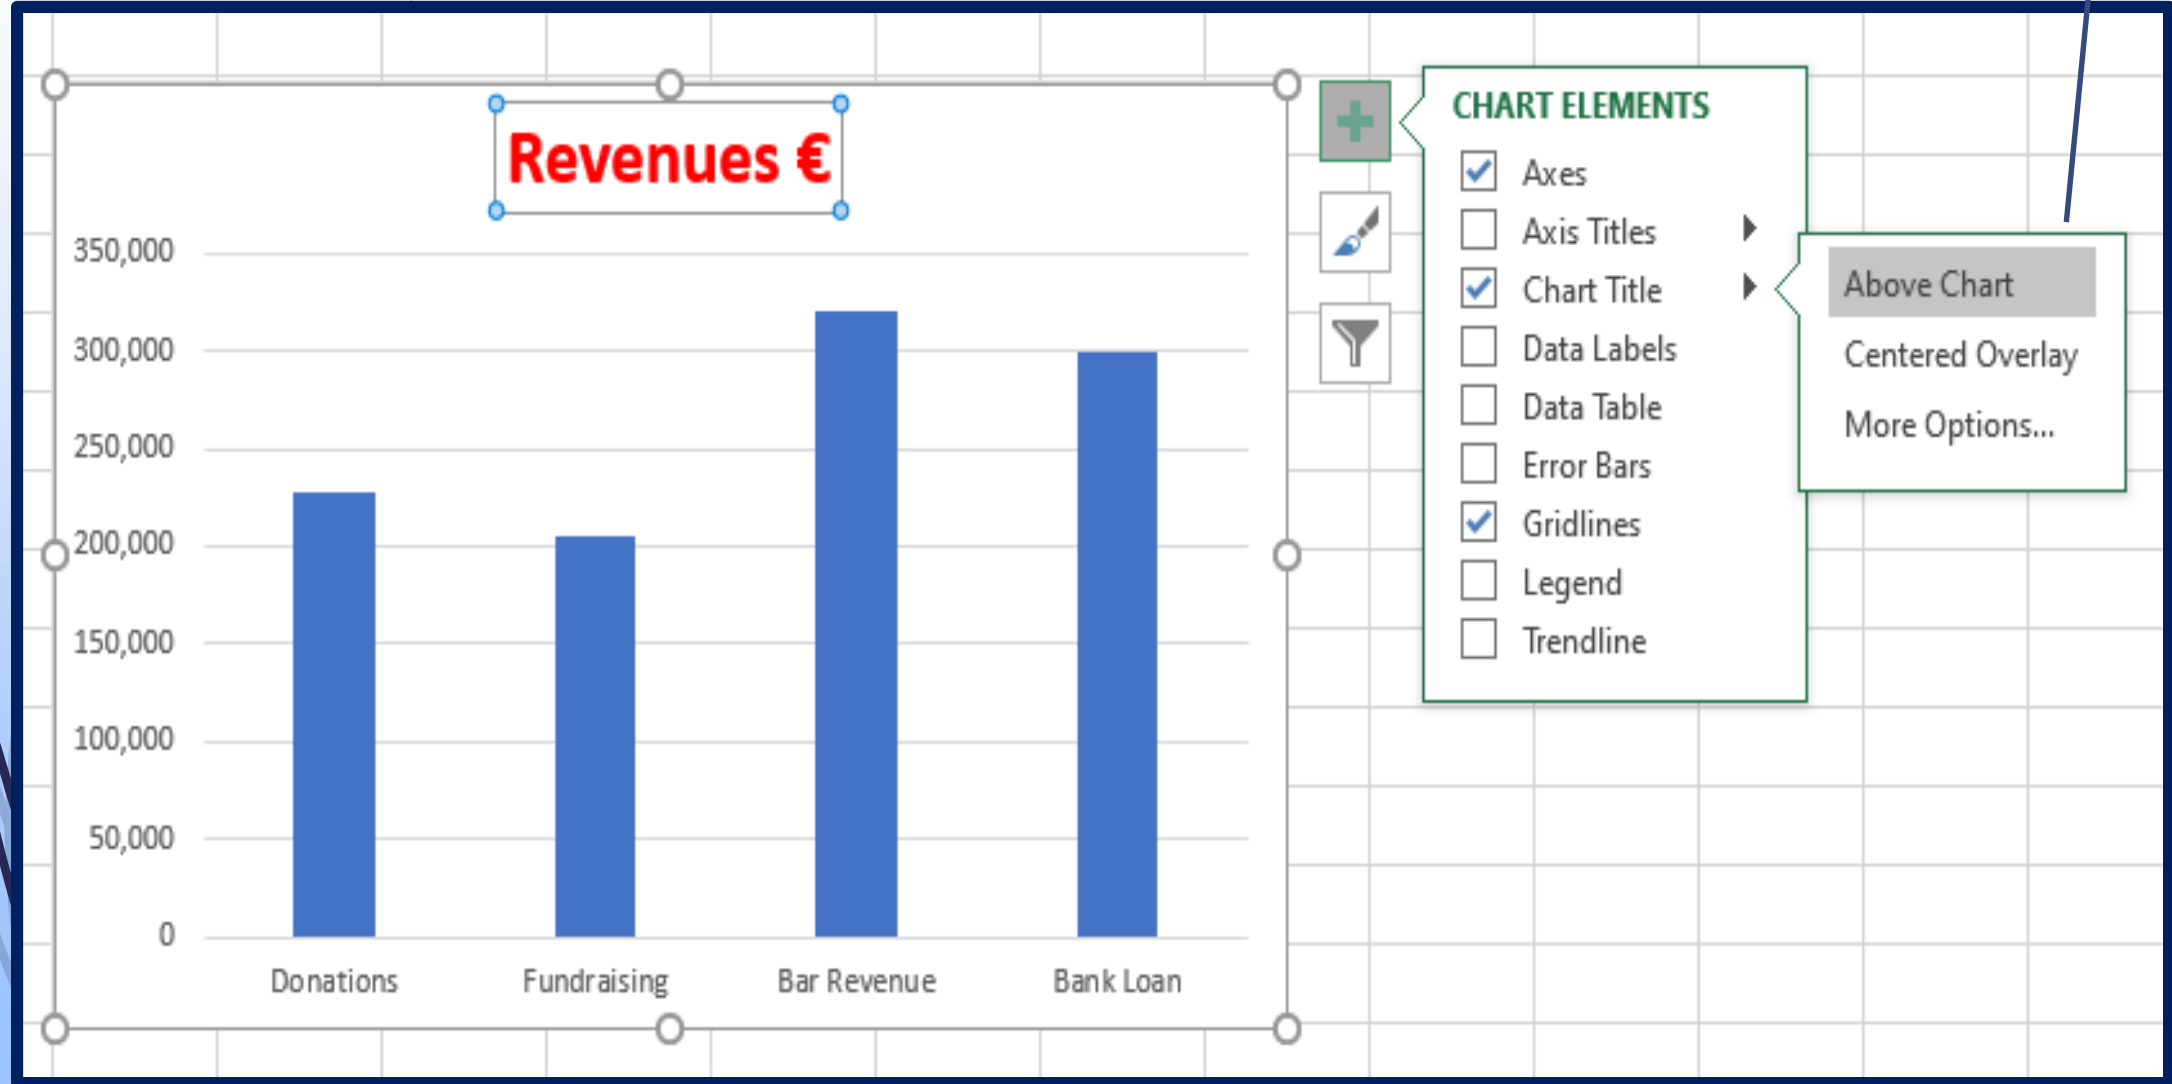 Revenues €
350,000
300,000
250,000
200,000
150,000
100,000
50,000
0
Donations
Fundraising
Bar Revenue
Bank Loan
CHART ELEMENTS
Axes
Axis Titles
Chart Title
Data Labels
Data Table
Error Bars
Gridlines
Legend
Trendline
Above Chart
Centered Overlay
More Options...